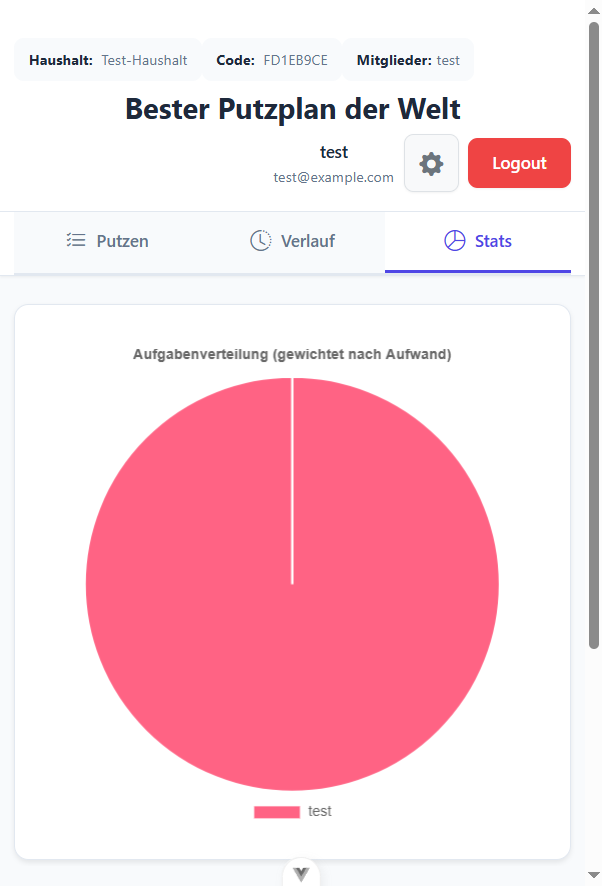 Haushalt: Test-Haushalt Code: FD1EB9CE Mitglieder: test
Bester Putzplan der Welt
test
test@example.com
Logout
Putzen Verlauf Stats
Aufgabenverteilung (gewichtet nach Aufwand)
test